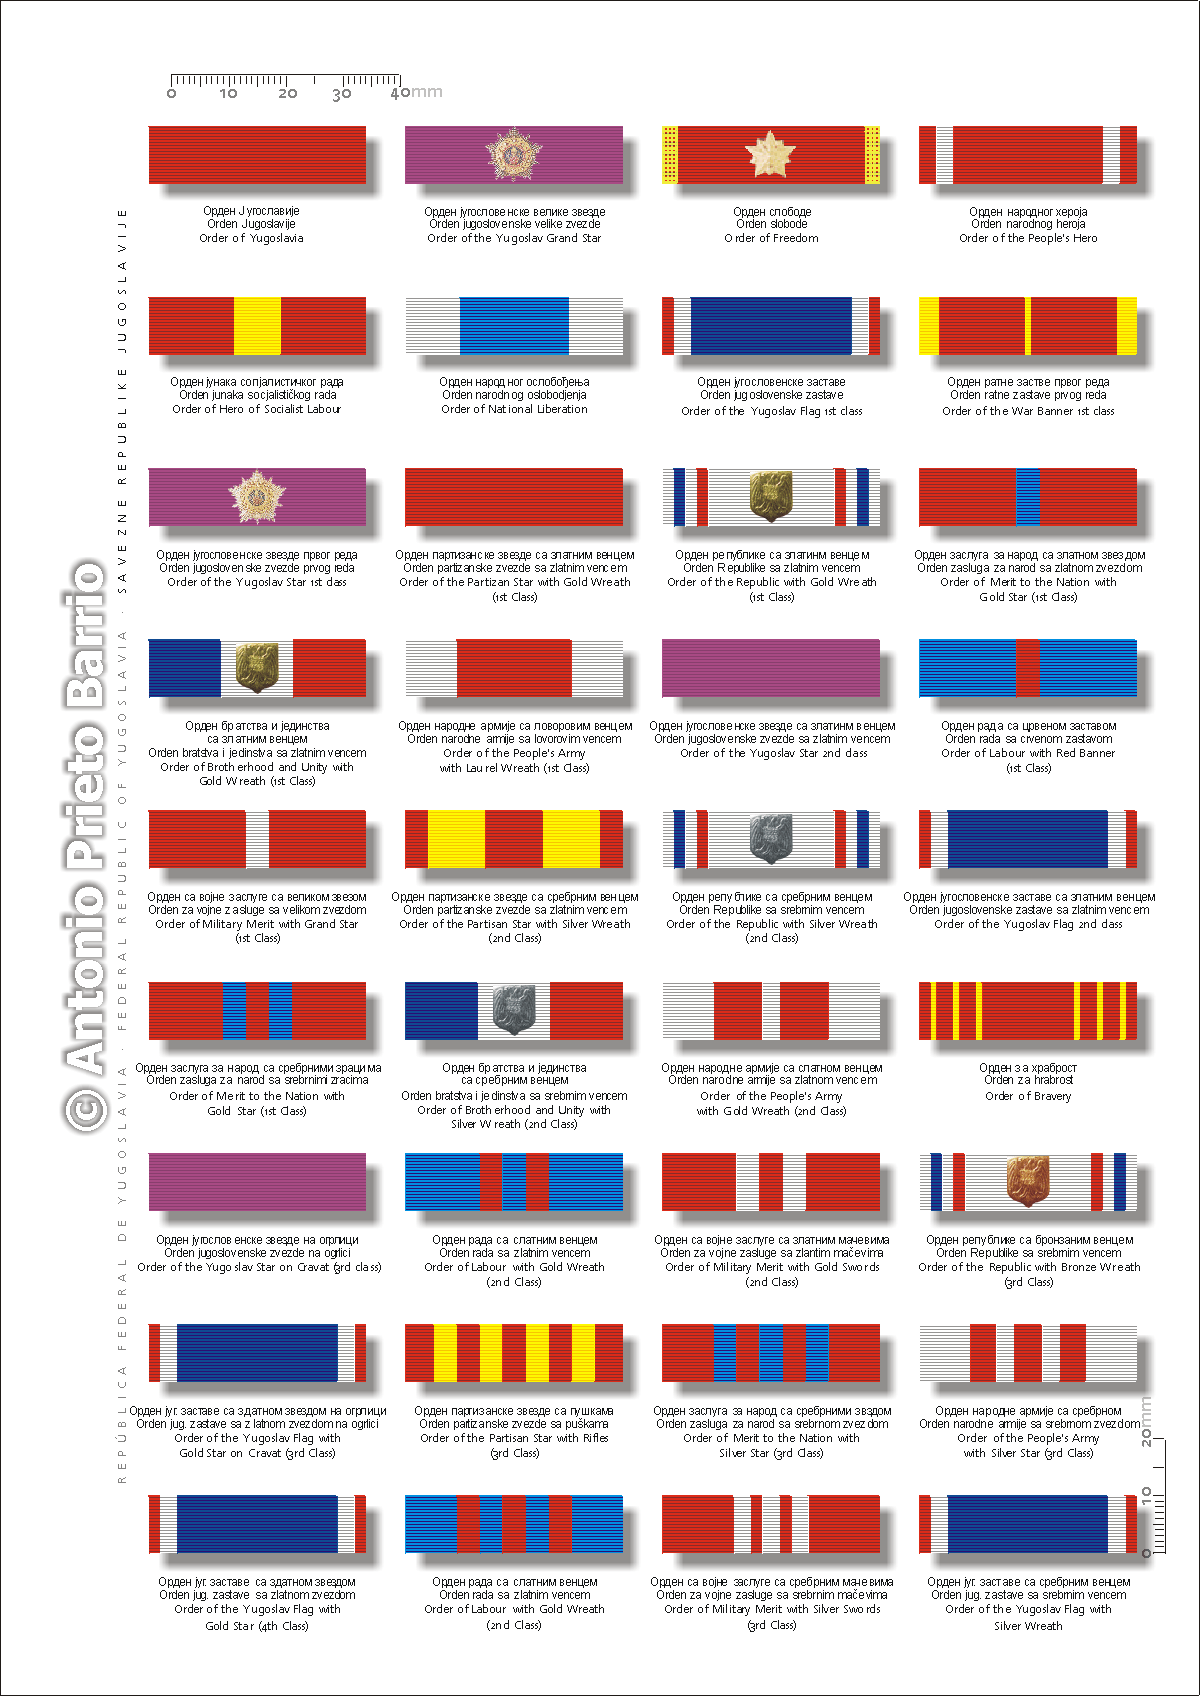 0 10 20 30 40mm
Орден Југославије
Orden Jugoslavije
Order of Yugoslavia
Орден југословенске велике звезде
Orden jugoslovenske velike zvezde
Order of the Yugoslav Grand Star
Орден слободе
Orden slobode
Order of Freedom
Орден народног хероја
Orden narodnog heroja
Order of the People's Hero
Орден јунака сопјалистичког рада
Orden junaka socjalističkog rada
Order of Hero of Socialist Labour
Орден народног ослобођења
Orden narodnog oslobodjenja
Order of National Liberation
Орден југословенске заставе
Orden jugoslovenske zastave
Order of the Yugoslav Flag 1st class
Орден ратне застве првог реда
Orden ratne zastave prvog reda
Order of the War Banner 1st class
Орден југословенске звезде првог реда
Orden jugoslovenske zvezde prvog reda
Order of the Yugoslav Star 1st dass
Орден партизанске звезде са златним венцем
Orden partizanske zvezde sa zlatnim vencem
Order of the Partizan Star with Gold Wreath
(1st Class)
Орден републике са златинм венцем
Orden Republike sa zlatnim vencem
Order of the Republic with Gold Wreath
(1st Class)
Орден заслуга за народ са златном звездом
Orden zasluga za narod sa zlatnom zvezdom
Order of Merit to the Nation with
Gold Star (1st Class)
Орден братства и јединства
са златним венцем
Orden bratstva i jedinstva sa zlatnim vencem
Order of Brotherhood and Unity with
Gold Wreath (1st Class)
Орден народне армије са ловоровим венцем
Orden narodne armije sa lovorovim vencem
Order of the People's Army
with Laurel Wreath (1st Class)
Орден југословенске звезде са златинм венцем
Orden jugoslovenske zvezde sa zlatnim vencem
Order of the Yugoslav Star 2nd class
Орден рада са црвеном заставом
Orden rada sa civenom zastavom
Order of Labour with Red Banner
(1st Class)
Орден са војне заслуге са великом звезом
Orden za vojne zasluge sa velikom zvezdom
Order of Military Merit with Grand Star
(1st Class)
Орден партизанске звезде са сребрним венцем
Orden partizanske zvezde sa zlatnim vencem
Order of the Partisan Star with Silver Wreath
(2nd Class)
Орден републике са сребрним венцем
Orden Republike sa srebrnim vencem
Order of the Republic with Silver Wreath
(2nd Class)
Орден југословенске заставе са златним венцем
Orden jugoslovenske zastave sa zlatnim vencem
Order of the Yugoslav Flag 2nd dass
Орден заслуга за народ са сребрними зрацима
Orden zasluga za narod sa srebrnimi zracima
Order of Merit to the Nation with
Gold Star (1st Class)
Орден братства и јединства
са сребрним венцем
Orden bratstva i jedinstva sa srebrnim vencem
Order of Brotherhood and Unity with
Silver Wreath (2nd Class)
Орден народне армије са слатном венцем
Orden narodne armije sa zlatnom vencem
Order of the People's Army
with Gold Wreath (2nd Class)
Орден за храброст
Orden za hrabrost
Order of Bravery
Орден југословенске звезде на огрлици
Orden jugoslovenske zvezde na ogrlici
Order of the Yugoslav Star on Cravat (3rd class)
Орден рада са слатним венцем
Orden rada sa zlatnim vencem
Order of Labour with Gold Wreath
(2nd Class)
Орден са војне заслуге са златним мачевима
Orden za vojne zasluge sa zlantim mačevima
Order of Military Merit with Gold Swords
(2nd Class)
Орден републике са бронзаним венцем
Orden Republike sa srebrnim vencem
Order of the Republic with Bronze Wreath
(3rd Class)
Орден југ. заставе са здатном звездом на огрлици
Orden jug. zastave sa zlatnom zvezdom na ogrlici
Order of the Yugoslav Flag with
Gold Star on Cravat (3rd Class)
Орден партизанске звезде са пушкама
Orden partizanske zvezde sa puškama
Order of the Partisan Star with Rifles
(3rd Class)
Орден заслуга за народ са сребрними звздом
Orden zasluga za narod sa srebrnom zvezdom
Order of Merit to the Nation with
Silver Star (3rd Class)
Орден народне армије са сребрном
Orden narodne armije sa srebrnom zvezdom
Order of the People's Army
with Silver Star (3rd Class)
Орден југ. заставе са здатном звездом
Orden jug. zastave sa zlatnom zvezdom
Order of the Yugoslav Flag with
Gold Star (4th Class)
Орден рада са слатним венцем
Orden rada sa zlatnim vencem
Order of Labour with Gold Wreath
(2nd Class)
Орден са војне заслуге са сребрним мачевима
Orden za vojne zasluge sa srebrnim mačevima
Order of Military Merit with Silver Swords
(3rd Class)
Орден југ. заставе са сребрним венцем
Orden jug. zastave sa srebrnim vencem
Order of the Yugoslav Flag with
Silver Wreath
0 10 20mm
© Antonio Prieto Barrio
REPÚBLICA FEDERAL DE YUGOSLAVIA · FEDERAL REPUBLIC OF YUGOSLAVIA · SAVEZNE REPUBLIKE JUGOSLAVIJE